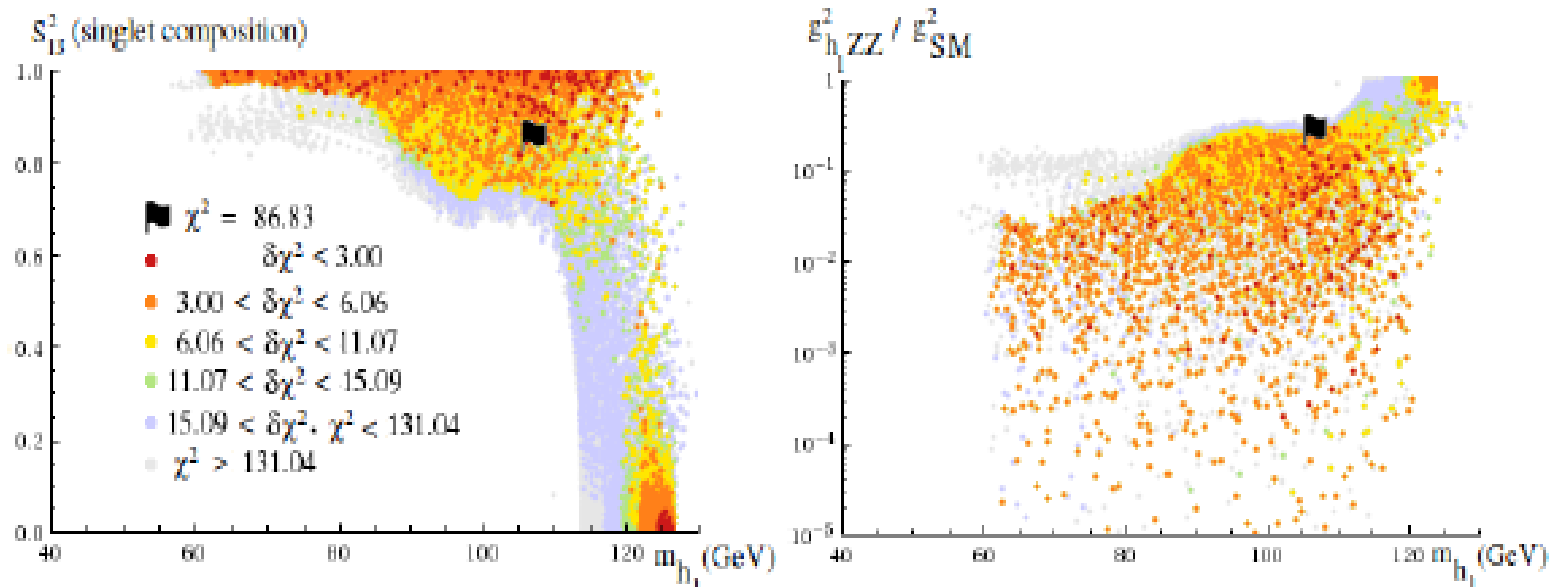 S²₁₃ (singlet composition)
1.0
0.8
0.6
0.4
0.2
0.0
40
60
80
100
120
m_h₁ (GeV)
χ² = 86.83
δχ² < 3.00
3.00 < δχ² < 6.06
6.06 < δχ² < 11.07
11.07 < δχ² < 15.09
15.09 < δχ², χ² < 131.04
χ² > 131.04
g²_h₁ZZ / g²_SM
1
10⁻¹
10⁻²
10⁻³
10⁻⁴
10⁻⁵
40
60
80
100
120
m_h₁ (GeV)